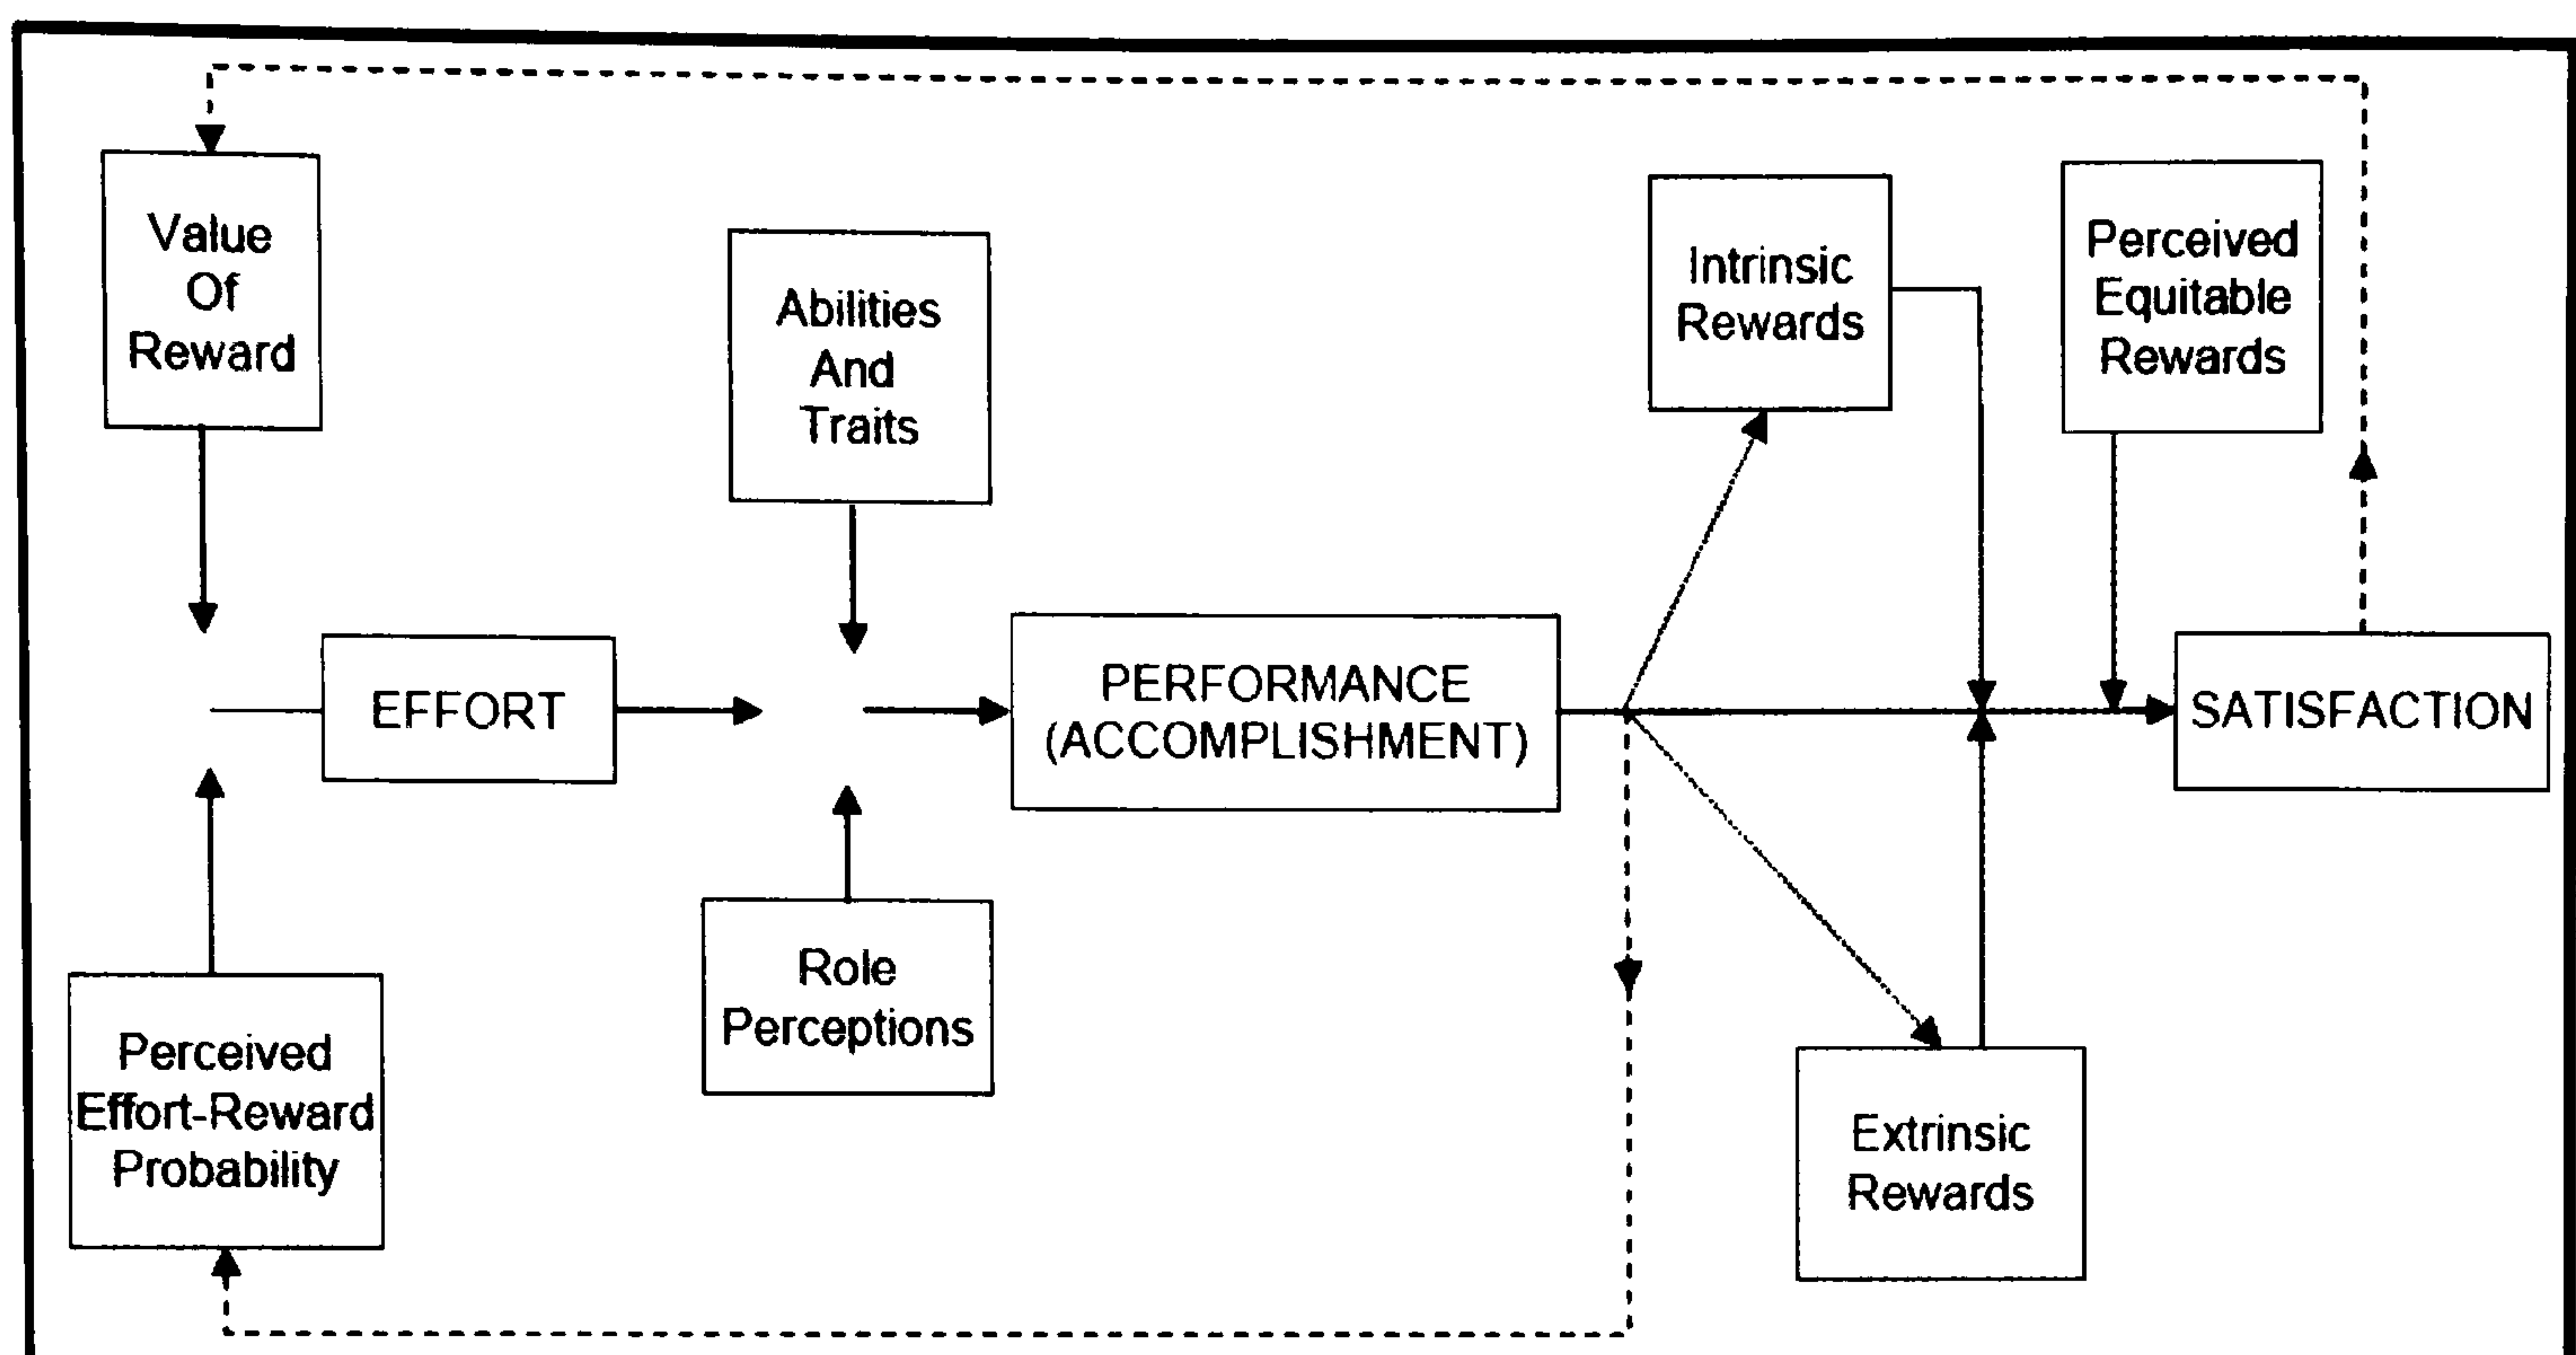 Value
Of
Reward
Abilities
And
Traits
Intrinsic
Rewards
Perceived
Equitable
Rewards
EFFORT
PERFORMANCE
(ACCOMPLISHMENT)
SATISFACTION
Perceived
Effort-Reward
Probability
Role
Perceptions
Extrinsic
Rewards